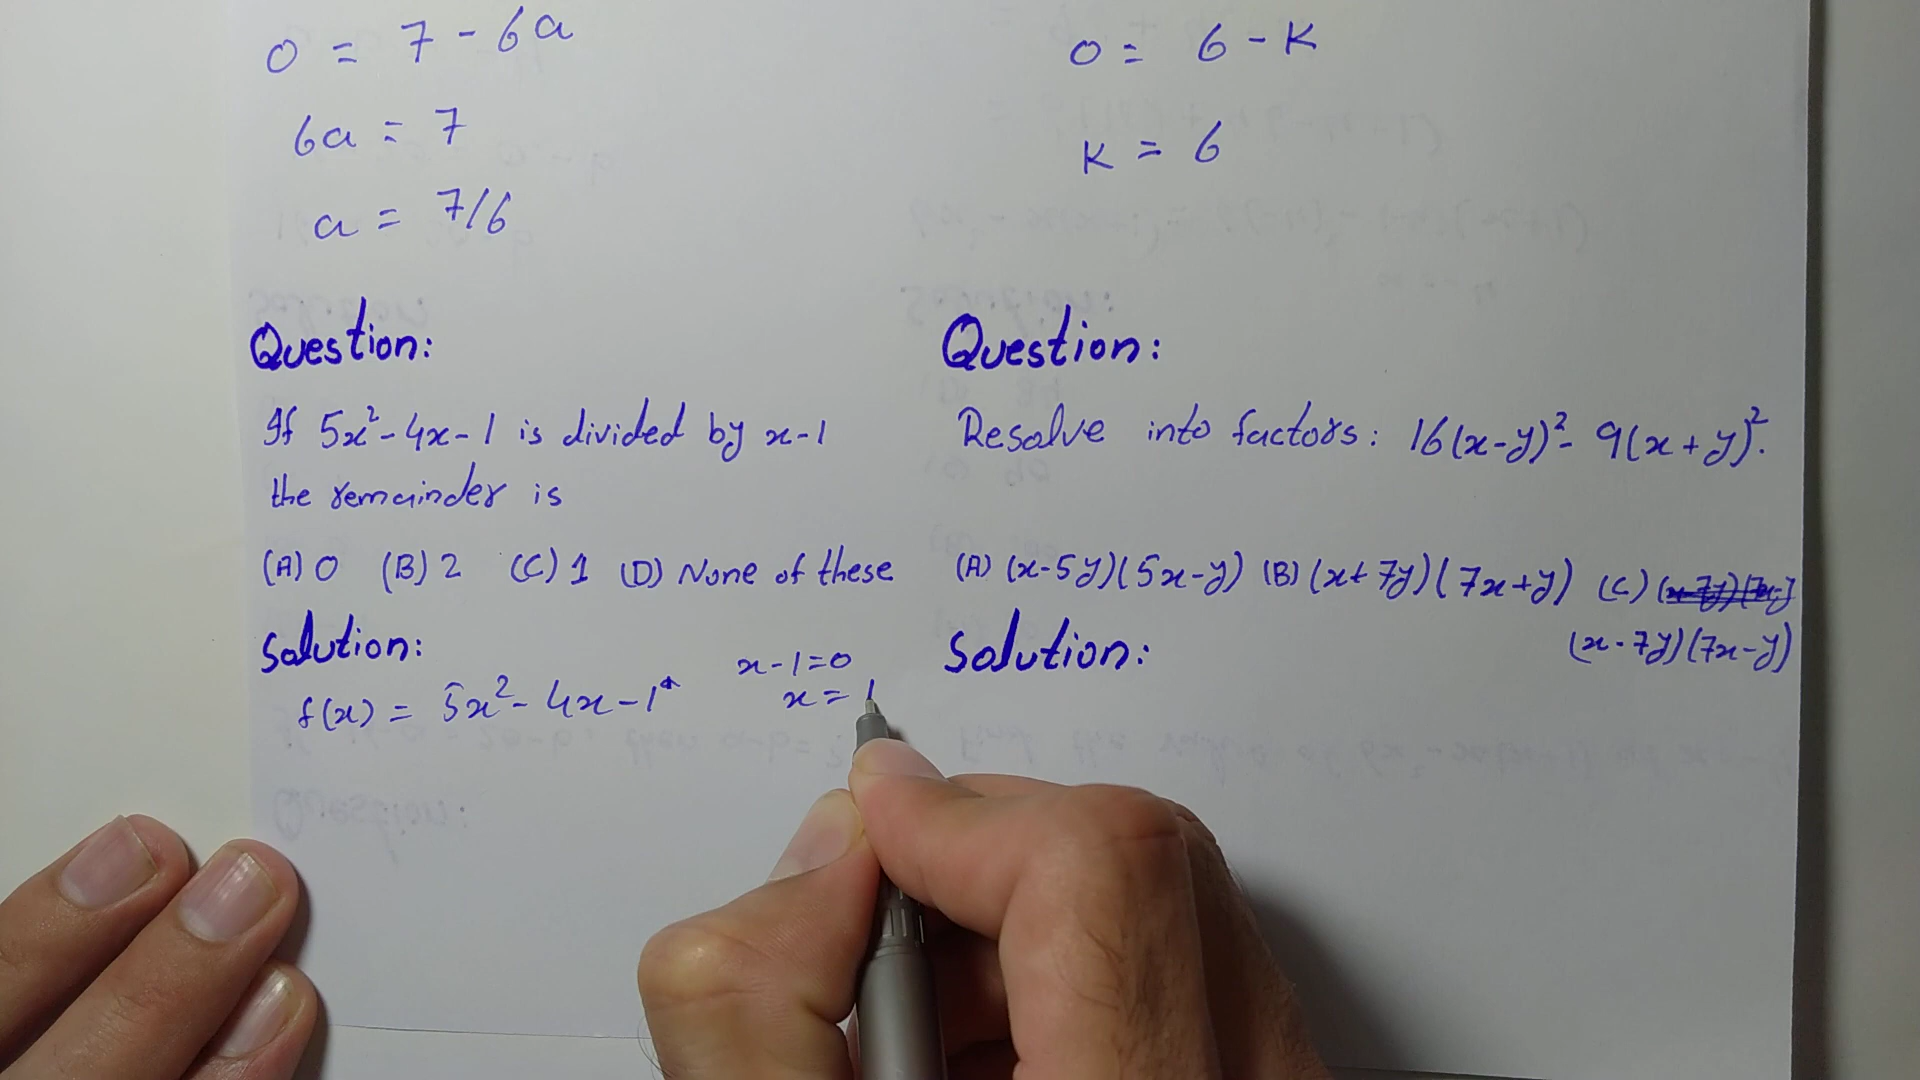 0 = 7 - 6a
6a = 7
a = 7/6
Question:
If 5x² - 4x - 1 is divided by x - 1
the remainder is
(A) 0 (B) 2 (C) 1 (D) None of these
Solution:
f(x) = 5x² - 4x - 1
x - 1 = 0
x = 1
0 = 6 - K
K = 6
Question:
Resolve into factors: 16(x-y)² - 9(x+y)².
(A) (x-5y)(5x-y) (B) (x+7y)(7x+y) (C)
(x-7y)(7x-y)
Solution: